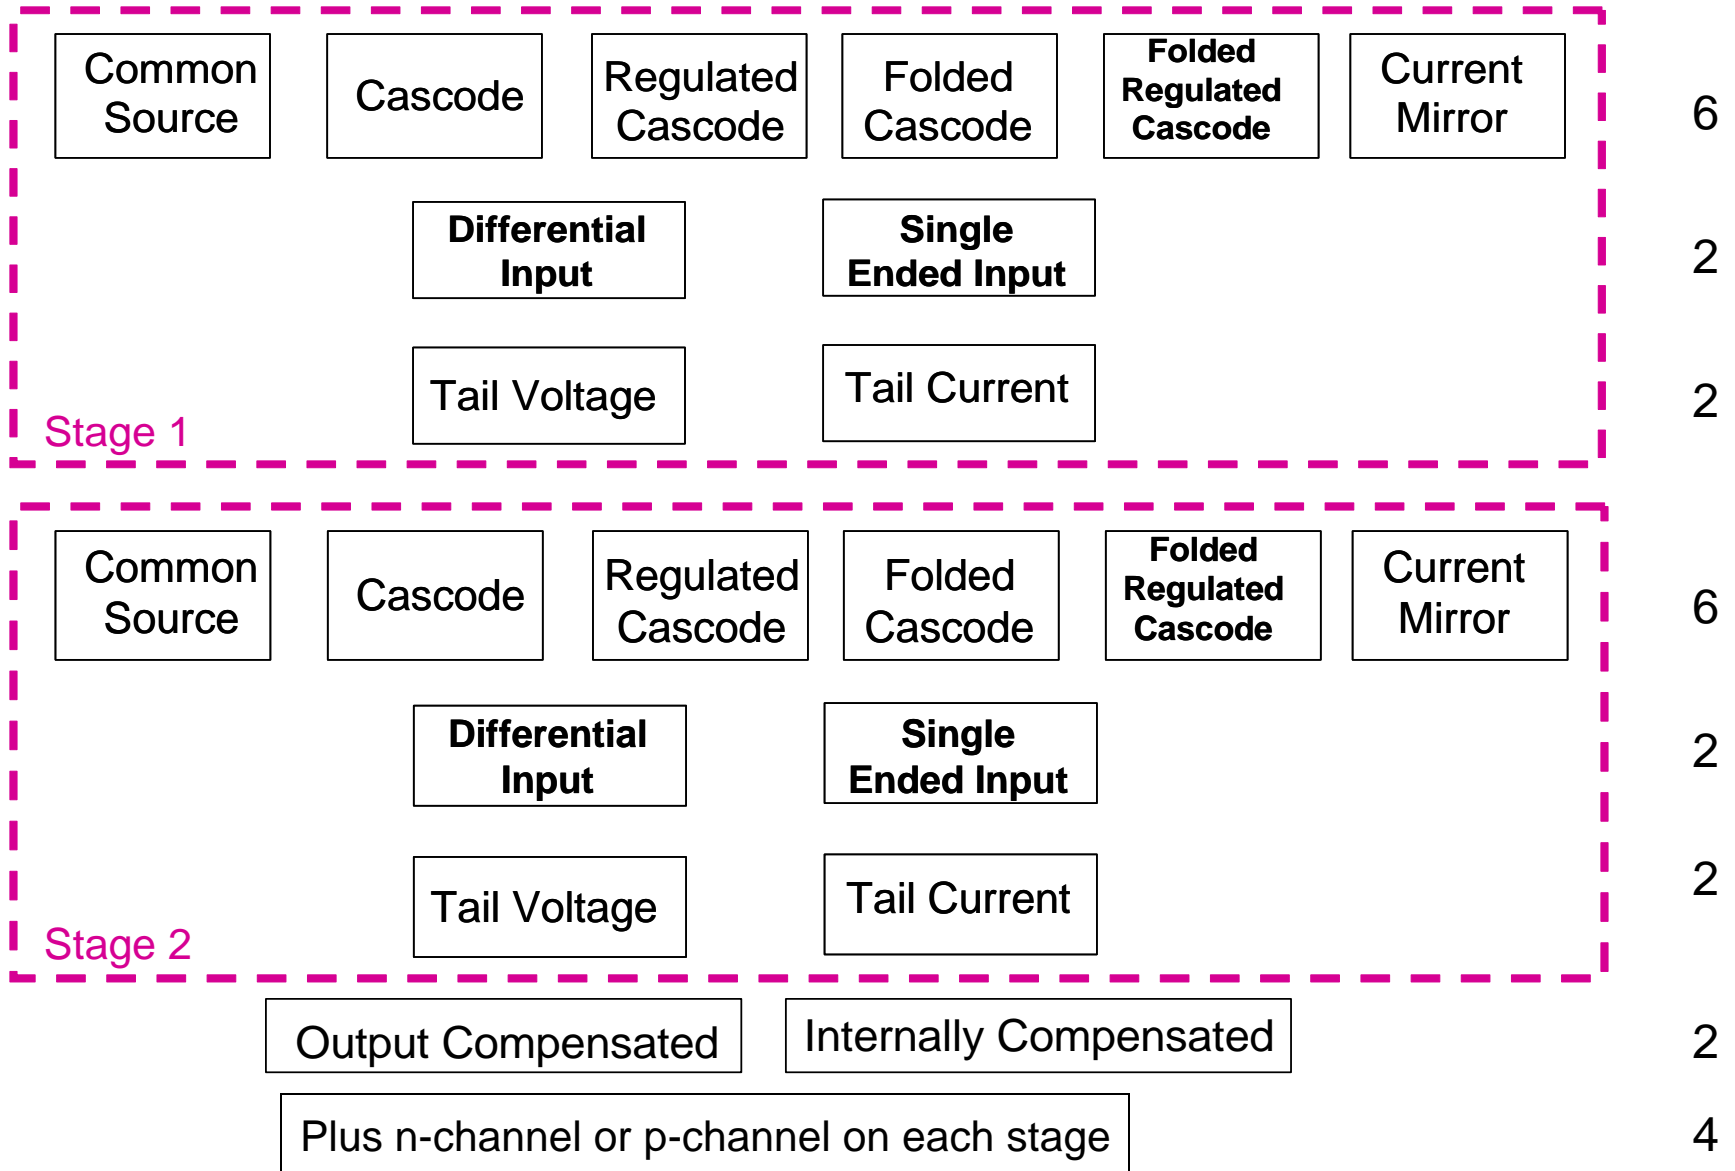 Common
Source
Cascode
Regulated
Cascode
Folded
Cascode
Folded
Regulated
Cascode
Current
Mirror
6
Differential
Input
Single
Ended Input
2
Tail Voltage
Tail Current
2
Stage 1
Common
Source
Cascode
Regulated
Cascode
Folded
Cascode
Folded
Regulated
Cascode
Current
Mirror
6
Differential
Input
Single
Ended Input
2
Tail Voltage
Tail Current
2
Stage 2
Output Compensated
Internally Compensated
2
Plus n-channel or p-channel on each stage
4